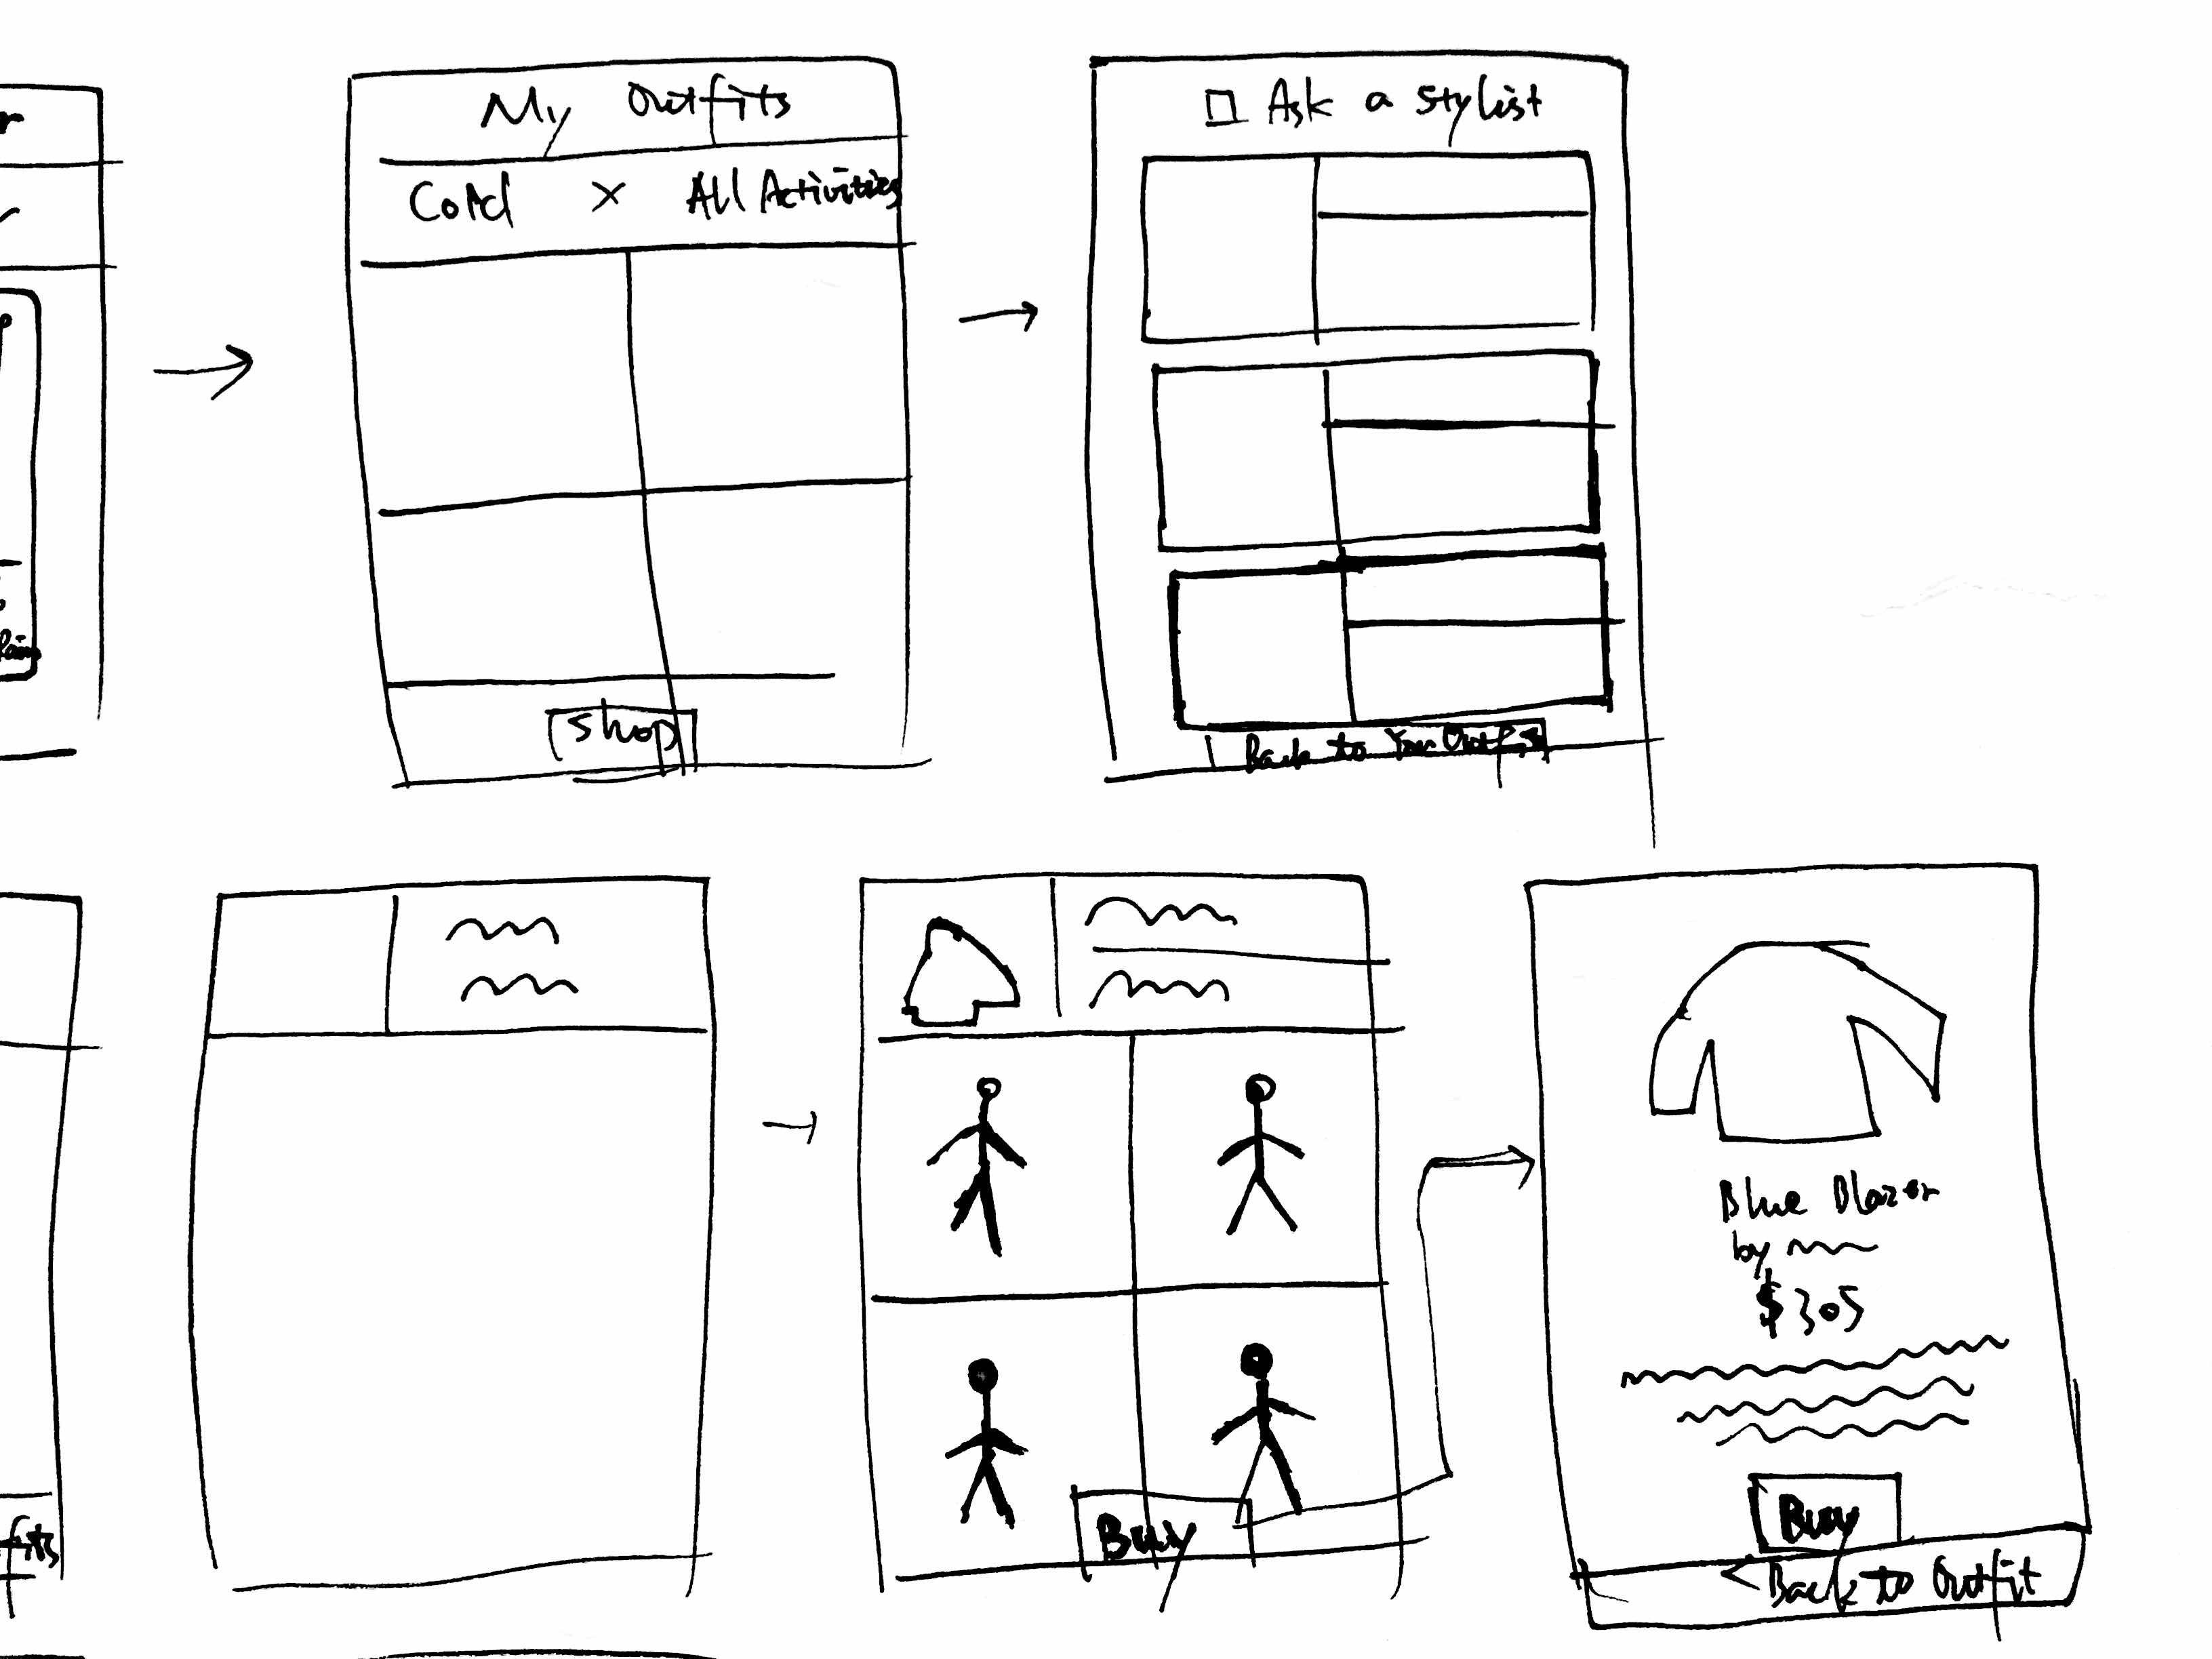 My Outfits
Cold × All Activities
Shop
Ask a stylist
Back to Your Outfits
Buy
Blue Blazer
by
$305
Buy
< Back to Outfit
fits